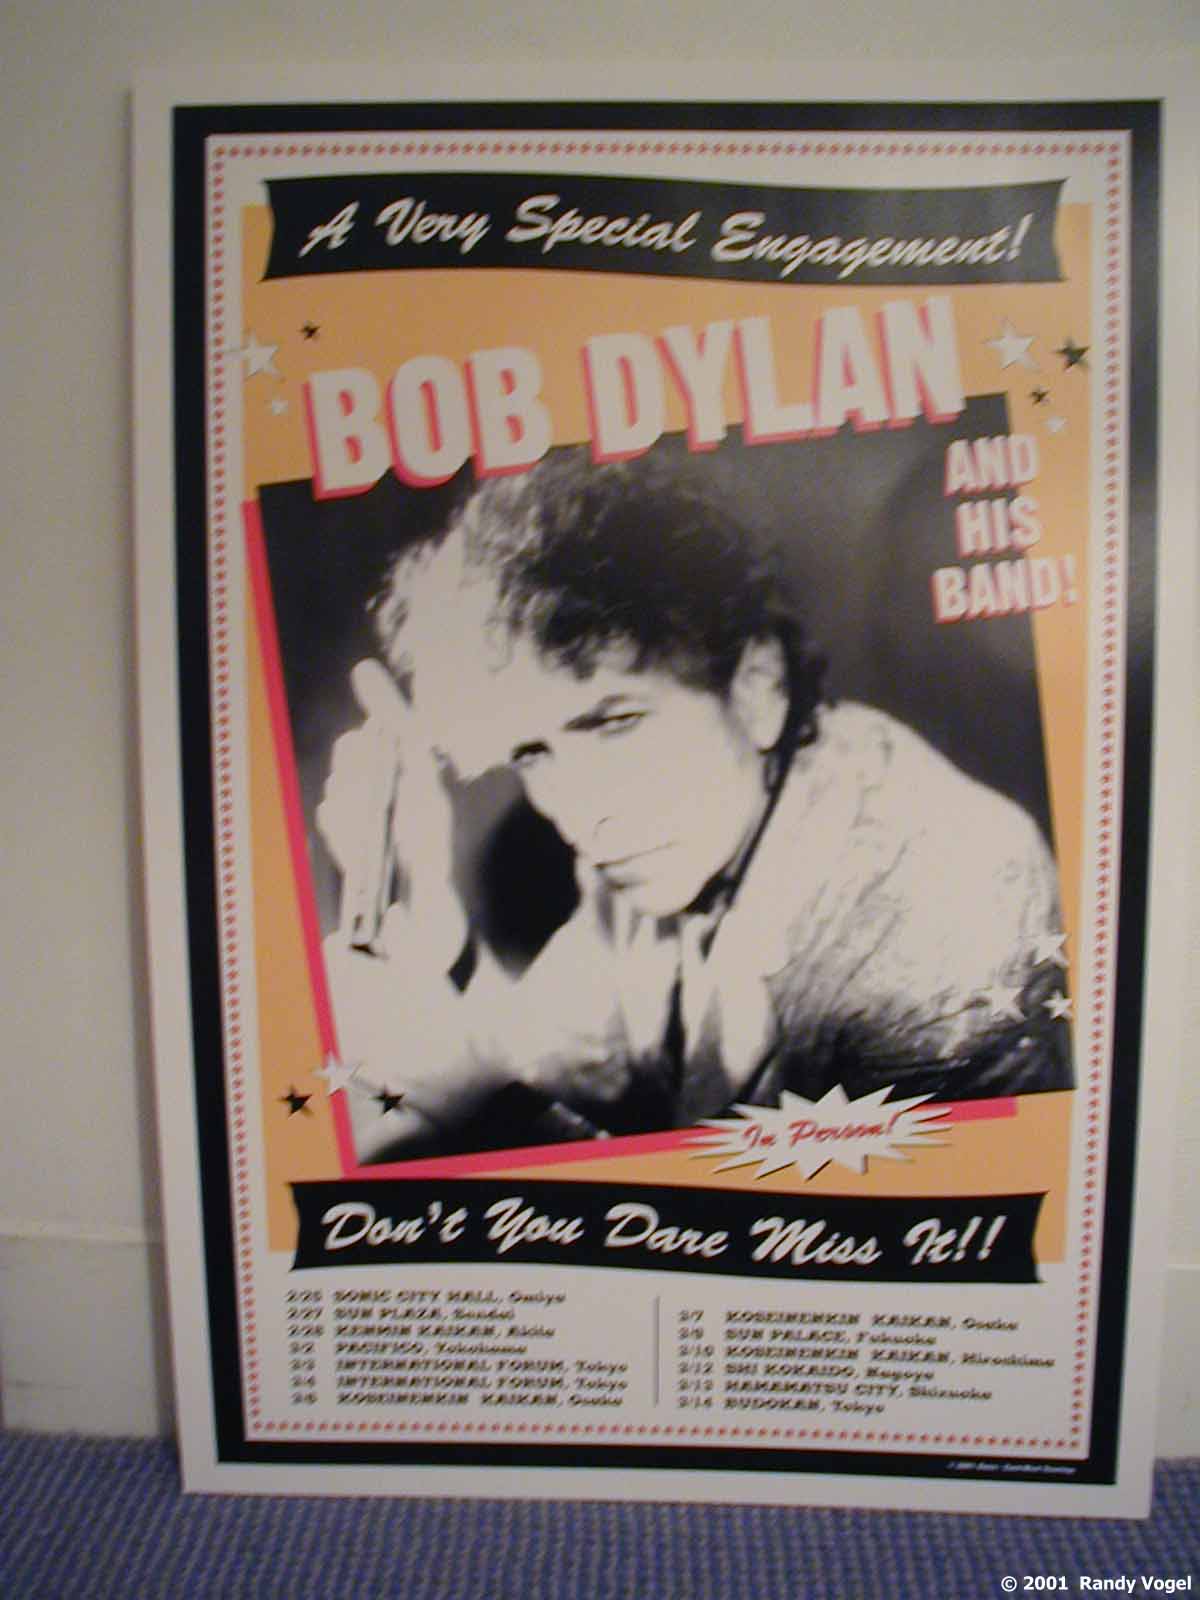 A Very Special Engagement!
BOB DYLAN
AND
HIS
BAND!
In Person!
Don't You Dare Miss It!!
2/25 SONIC CITY HALL, Omiya
2/27 SUN PLAZA, Sendai
2/28 KENMIN KAIKAN, Akita
3/2 PACIFICO, Yokohama
3/3 INTERNATIONAL FORUM, Tokyo
3/4 INTERNATIONAL FORUM, Tokyo
3/6 KOSEINENKIN KAIKAN, Osaka
3/7 KOSEINENKIN KAIKAN, Osaka
3/9 SUN PALACE, Fukuoka
3/10 KOSEINENKIN KAIKAN, Hiroshima
3/12 SHI KOKAIDO, Nagoya
3/13 HAMAMATSU CITY, Shizuoka
3/14 BUDOKAN, Tokyo
© 2001 Randy Vogel